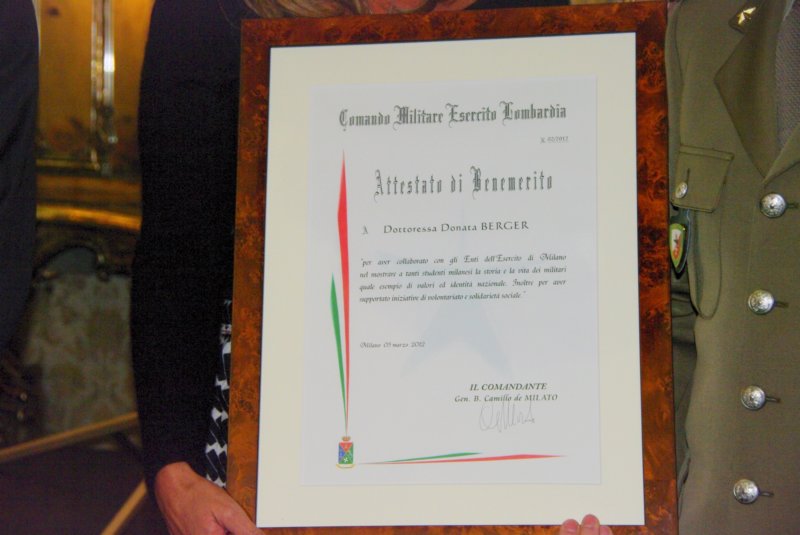 Comando Militare Esercito Lombardia
Attestato di Benemerito
Dottoressa Donata BERGER
"per aver collaborato con gli Enti dell'Esercito di Milano
nel mostrare a tanti studenti milanesi la storia e la vita dei militari
quale esempio di valori ed identità nazionale. Inoltre per aver
supportato iniziative di volontariato e solidarietà sociale."
Milano 05 marzo 2012
IL COMANDANTE
Gen. B. Camillo de MILATO